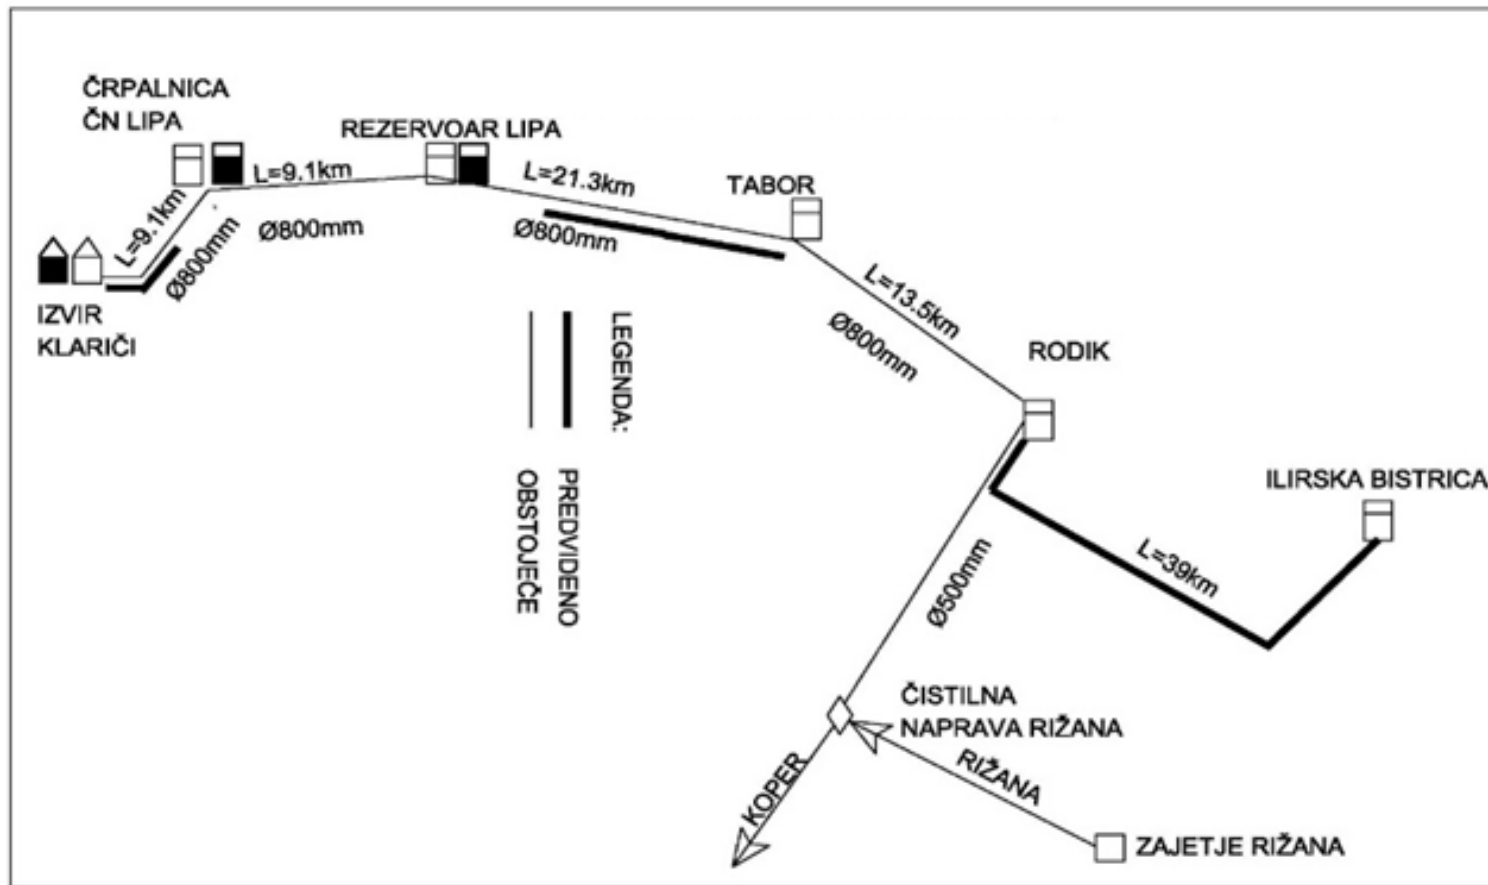 ČRPALNICA
ČN LIPA
REZERVOAR LIPA
L=9.1km
L=9.1km
Ø800mm
Ø800mm
L=21.3km
Ø800mm
TABOR
IZVIR
KLARIČI
L=13.5km
Ø800mm
RODIK
LEGENDA:
PREDVIDENO
OBSTOJEČE
ILIRSKA BISTRICA
L=39km
Ø500mm
ČISTILNA
NAPRAVA RIŽANA
RIŽANA
KOPER
ZAJETJE RIŽANA